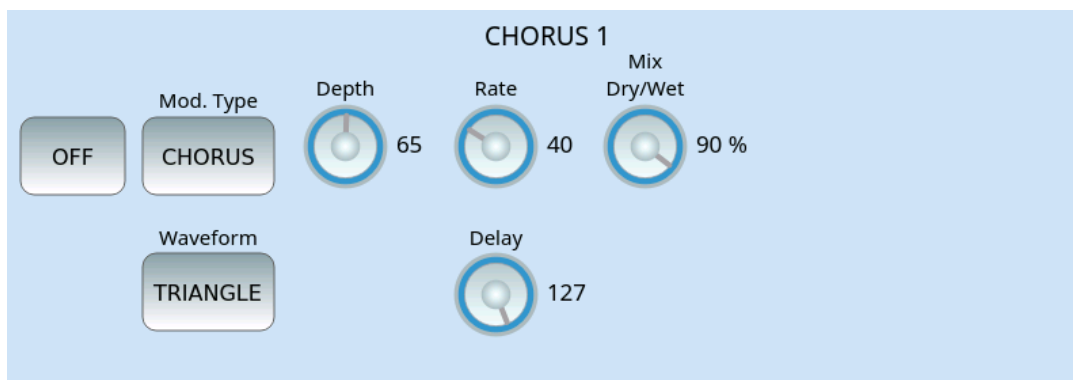 CHORUS 1
Mod. Type
Depth
Rate
Mix
Dry/Wet
OFF
CHORUS
65
40
90 %
Waveform
Delay
TRIANGLE
127